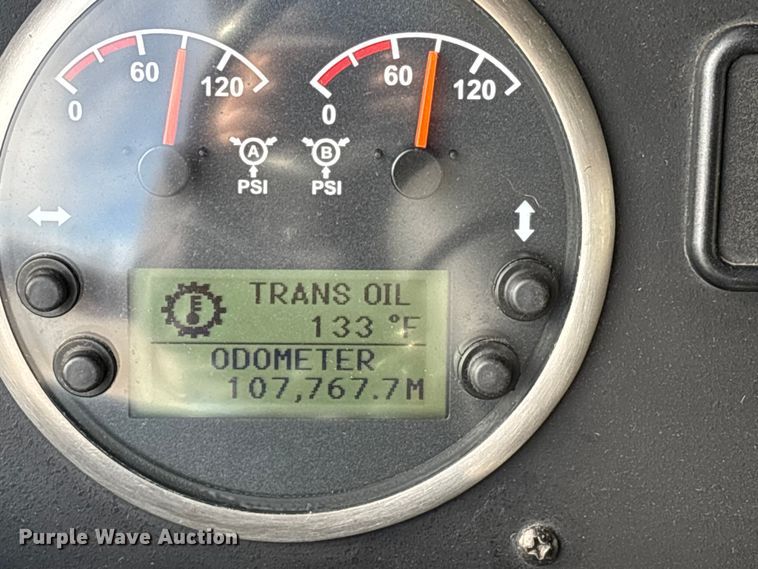 0 60 120
0 60 120
A B
PSI PSI
TRANS OIL
133 °F
ODOMETER
107,767.7M
Purple Wave Auction